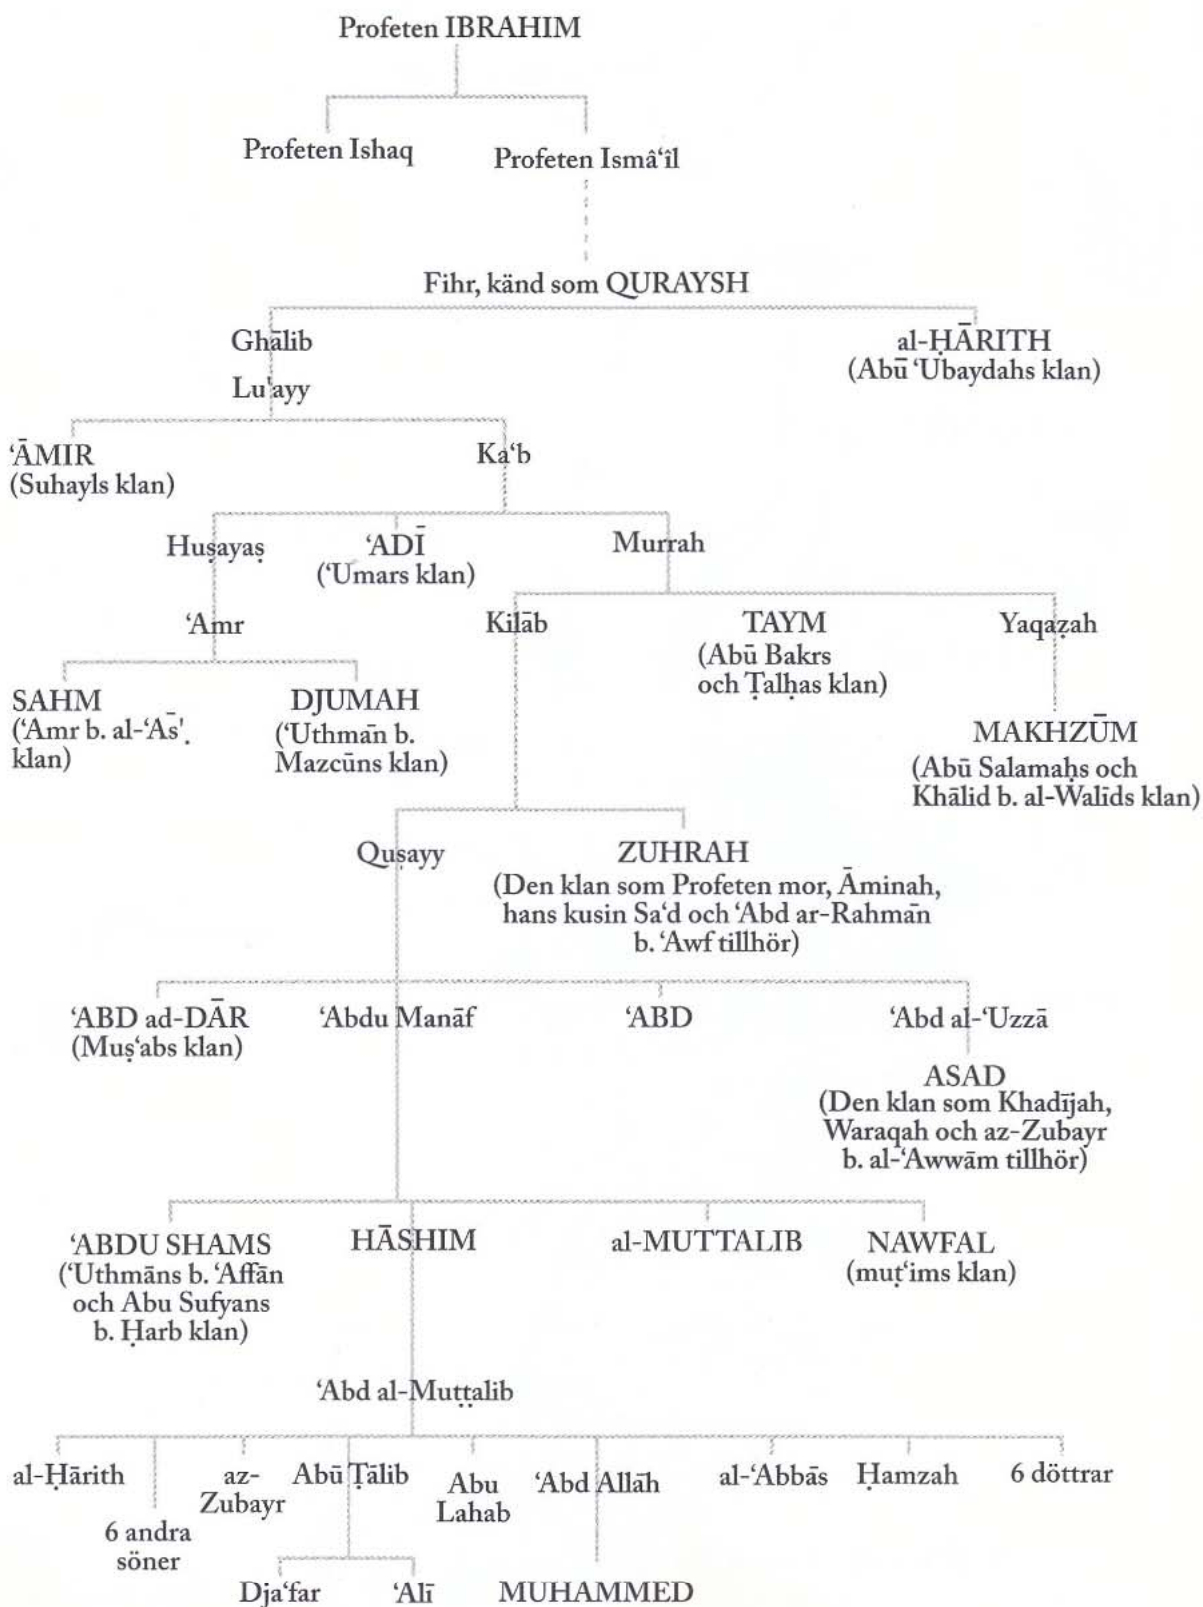 Profeten IBRAHIM
Profeten Ishaq
Profeten Ismâ‘îl
Fihr, känd som QURAYSH
Ghālib
al-ḤĀRITH
(Abū ‘Ubaydahs klan)
Lu'ayy
‘ĀMIR
(Suhayls klan)
Ka‘b
Huṣayaṣ
‘ADĪ
(‘Umars klan)
Murrah
‘Amr
Kilāb
TAYM
(Abū Bakrs
och Ṭalḥas klan)
Yaqaẓah
SAHM
(‘Amr b. al-‘Āṣ'
klan)
DJUMAH
(‘Uthmān b.
Mazcūns klan)
MAKHZŪM
(Abū Salamaḥs och
Khālid b. al-Walīds klan)
Quṣayy
ZUHRAH
(Den klan som Profeten mor, Āminah,
hans kusin Sa‘d och ‘Abd ar-Rahmān
b. ‘Awf tillhör)
‘ABD ad-DĀR
(Muṣ‘abs klan)
‘Abdu Manāf
‘ABD
‘Abd al-‘Uzzā
ASAD
(Den klan som Khadījah,
Waraqah och az-Zubayr
b. al-‘Awwām tillhör)
‘ABDU SHAMS
(‘Uthmāns b. ‘Affān
och Abu Sufyans
b. Ḥarb klan)
HĀSHIM
al-MUTTALIB
NAWFAL
(muṭ‘ims klan)
‘Abd al-Muṭṭalib
al-Ḥārith
6 andra
söner
az-
Zubayr
Abū Ṭālib
Abu
Lahab
‘Abd Allāh
al-‘Abbās
Ḥamzah
6 döttrar
Dja‘far
‘Alī
MUHAMMED